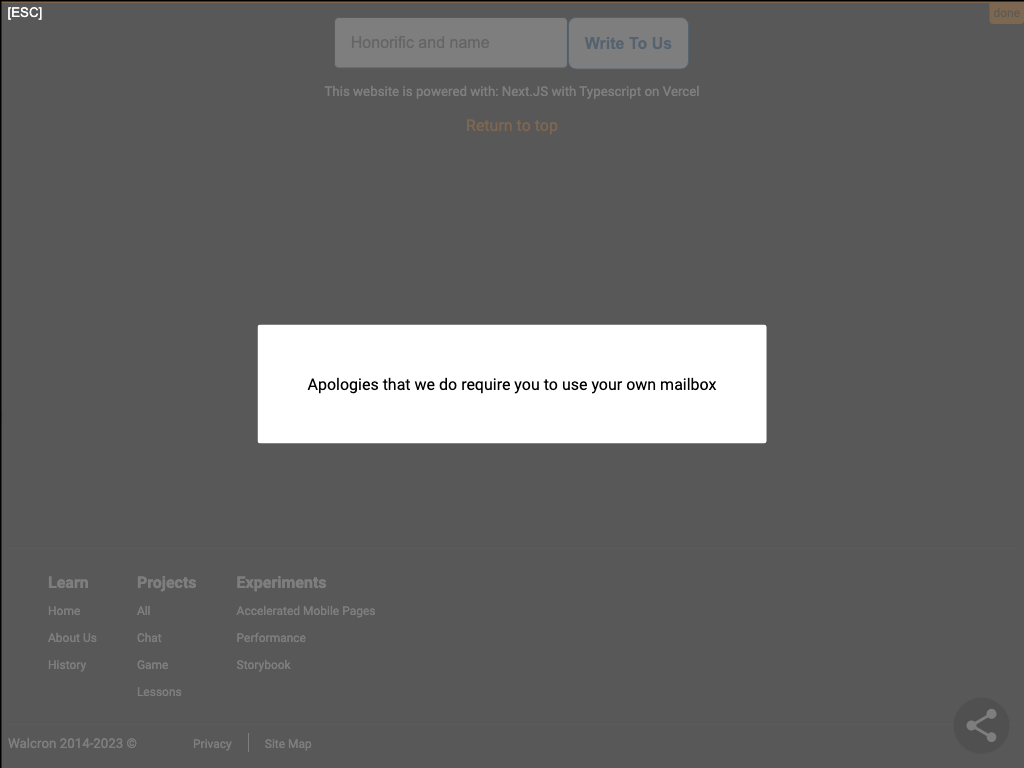 [ESC]
done
Honorific and name
Write To Us
This website is powered with: Next.JS with Typescript on Vercel
Return to top
Apologies that we do require you to use your own mailbox
Learn
Home
About Us
History
Projects
All
Chat
Game
Lessons
Experiments
Accelerated Mobile Pages
Performance
Storybook
Walcron 2014-2023 ©
Privacy
Site Map